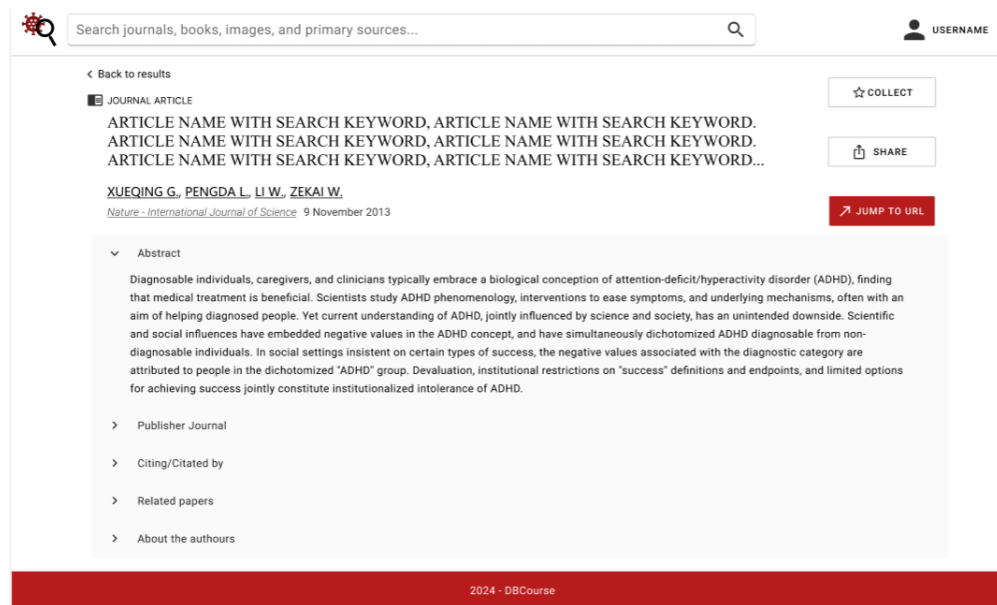 Search journals, books, images, and primary sources...
USERNAME
Back to results
COLLECT
JOURNAL ARTICLE
ARTICLE NAME WITH SEARCH KEYWORD, ARTICLE NAME WITH SEARCH KEYWORD.
ARTICLE NAME WITH SEARCH KEYWORD, ARTICLE NAME WITH SEARCH KEYWORD.
ARTICLE NAME WITH SEARCH KEYWORD, ARTICLE NAME WITH SEARCH KEYWORD...
SHARE
XUEQING G., PENGDA L., LI W., ZEKAI W.
Nature - International Journal of Science 9 November 2013
JUMP TO URL
Abstract
Diagnosable individuals, caregivers, and clinicians typically embrace a biological conception of attention-deficit/hyperactivity disorder (ADHD), finding
that medical treatment is beneficial. Scientists study ADHD phenomenology, interventions to ease symptoms, and underlying mechanisms, often with an
aim of helping diagnosed people. Yet current understanding of ADHD, jointly influenced by science and society, has an unintended downside. Scientific
and social influences have embedded negative values in the ADHD concept, and have simultaneously dichotomized ADHD diagnosable from non-
diagnosable individuals. In social settings insistent on certain types of success, the negative values associated with the diagnostic category are
attributed to people in the dichotomized "ADHD" group. Devaluation, institutional restrictions on "success" definitions and endpoints, and limited options
for achieving success jointly constitute institutionalized intolerance of ADHD.
Publisher Journal
Citing/Citated by
Related papers
About the authours
2024 - DBCourse